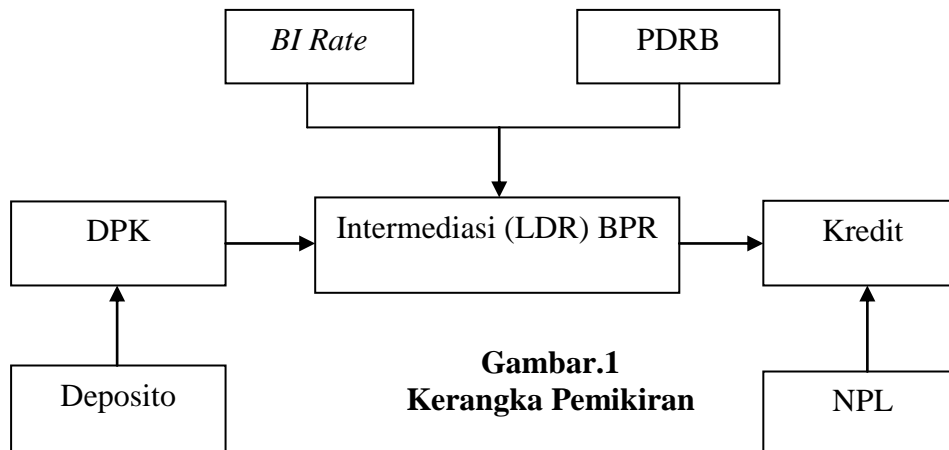 BI Rate
PDRB
DPK
Intermediasi (LDR) BPR
Kredit
Deposito
Gambar.1
Kerangka Pemikiran
NPL